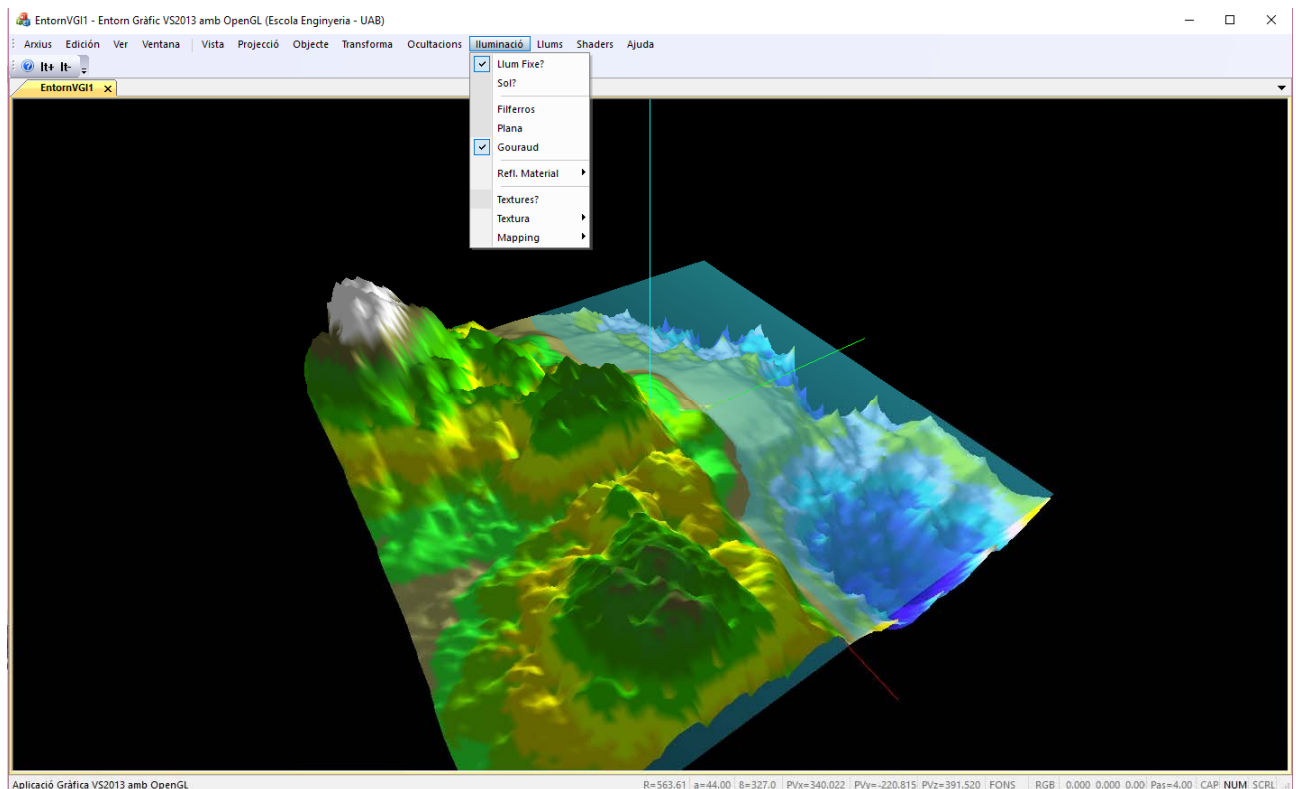 EntornVGI1 - Entorn Gràfic VS2013 amb OpenGL (Escola Enginyeria - UAB)
Arxius Edición Ver Ventana Vista Projecció Objecte Transforma Ocultacions Iluminació Llums Shaders Ajuda
It+ It-
EntornVGI1
Llum Fixe?
Sol?
Filferros
Plana
Gouraud
Refl. Material
Textures?
Textura
Mapping
Aplicació Gràfica VS2013 amb OpenGL R=563.61 a=44.00 ß=327.0 PVx=340.022 PVy=-220.815 PVz=391.520 FONS RGB 0.000 0.000 0.00 Pas=4.00 CAP NUM SCRL